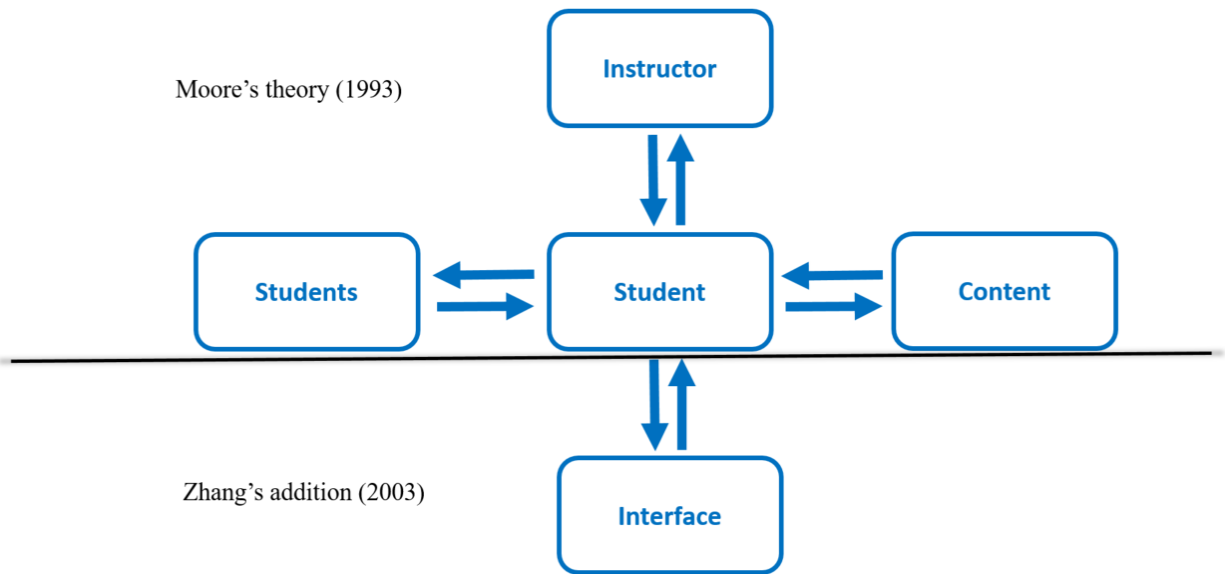 Instructor
Moore’s theory (1993)
Students
Student
Content
Zhang’s addition (2003)
Interface